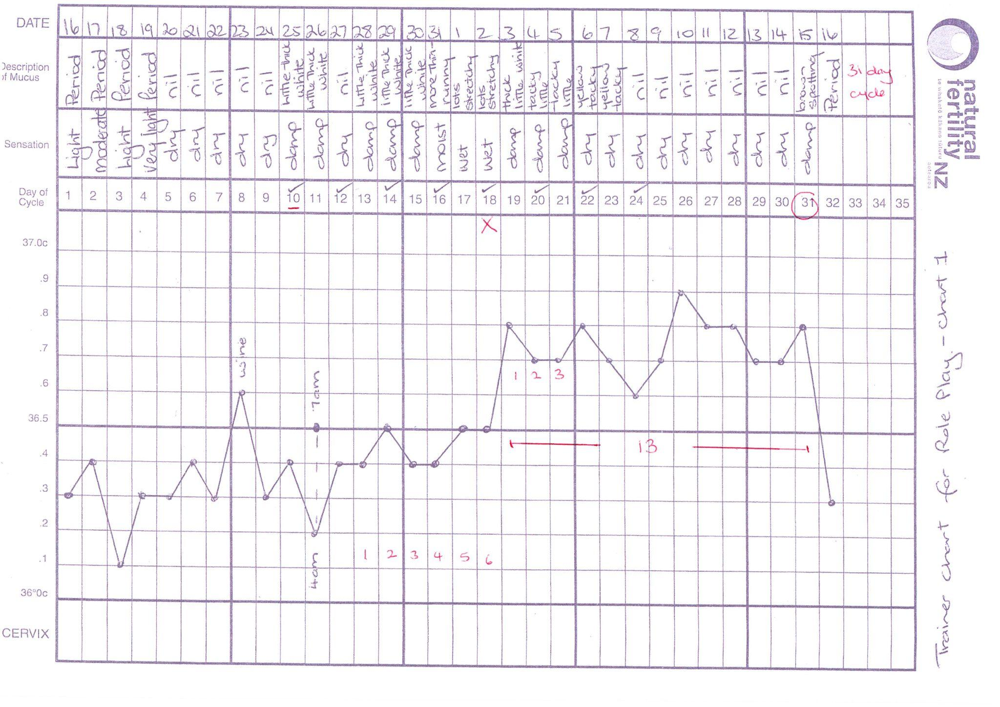 DATE 16 17 18 19 20 21 22 23 24 25 26 27 28 29 30 31 1 2 3 4 5 6 7 8 9 10 11 12 13 14 15 16
Description of Mucus Period Period Period Period nil nil nil nil nil little thick white little thick white nil little thick white little thick white little thick white more thin- runny lots stretchy lots stretchy thick little white tacky little tacky little yellow tacky yellow tacky nil nil nil nil nil nil nil brown spotting Period 31 day cycle
Sensation Light moderate light very light dry dry dry dry dry damp damp dry damp damp damp moist wet wet damp damp damp dry dry dry dry dry dry dry dry dry damp
Day of Cycle 1 2 3 4 5 6 7 8 9 10 11 12 13 14 15 16 17 18 19 20 21 22 23 24 25 26 27 28 29 30 31 32 33 34 35
X
37.0c
.9
.8
.7 wine
.6 7am 1 2 3
36.5
13
.4
.3
.2
.1 4am 1 2 3 4 5 6
36°0c
CERVIX
natural
fertility NZ
te whakatō kākano tūturu
aotearoa
Trainer Chart for Role Play - Chart 1